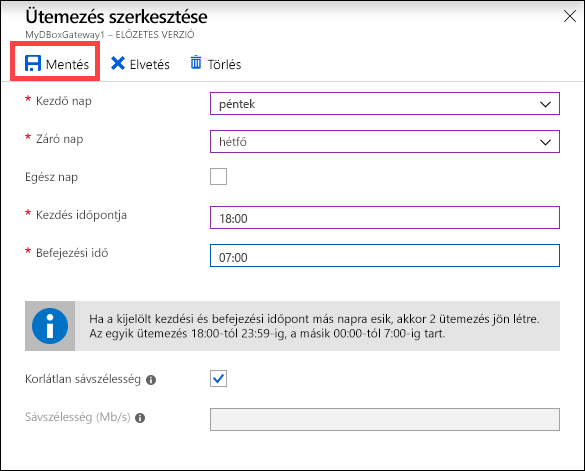 Ütemezés szerkesztése
MyDBoxGateway1 – ELŐZETES VERZIÓ
Mentés Elvetés Törlés
* Kezdő nap péntek
* Záró nap hétfő
Egész nap
* Kezdés időpontja 18:00
* Befejezési idő 07:00
Ha a kijelölt kezdési és befejezési időpont más napra esik, akkor 2 ütemezés jön létre.
Az egyik ütemezés 18:00-tól 23:59-ig, a másik 00:00-tól 7:00-ig tart.
Korlátlan sávszélesség
Sávszélesség (Mb/s)